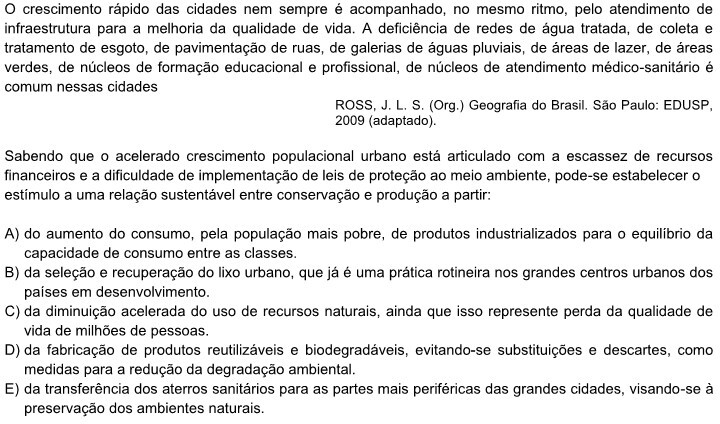 O crescimento rápido das cidades nem sempre é acompanhado, no mesmo ritmo, pelo atendimento de
infraestrutura para a melhoria da qualidade de vida. A deficiência de redes de água tratada, de coleta e
tratamento de esgoto, de pavimentação de ruas, de galerias de águas pluviais, de áreas de lazer, de áreas
verdes, de núcleos de formação educacional e profissional, de núcleos de atendimento médico-sanitário é
comum nessas cidades
ROSS, J. L. S. (Org.) Geografia do Brasil. São Paulo: EDUSP,
2009 (adaptado).
Sabendo que o acelerado crescimento populacional urbano está articulado com a escassez de recursos
financeiros e a dificuldade de implementação de leis de proteção ao meio ambiente, pode-se estabelecer o
estímulo a uma relação sustentável entre conservação e produção a partir:
A) do aumento do consumo, pela população mais pobre, de produtos industrializados para o equilíbrio da
capacidade de consumo entre as classes.
B) da seleção e recuperação do lixo urbano, que já é uma prática rotineira nos grandes centros urbanos dos
países em desenvolvimento.
C) da diminuição acelerada do uso de recursos naturais, ainda que isso represente perda da qualidade de
vida de milhões de pessoas.
D) da fabricação de produtos reutilizáveis e biodegradáveis, evitando-se substituições e descartes, como
medidas para a redução da degradação ambiental.
E) da transferência dos aterros sanitários para as partes mais periféricas das grandes cidades, visando-se à
preservação dos ambientes naturais.